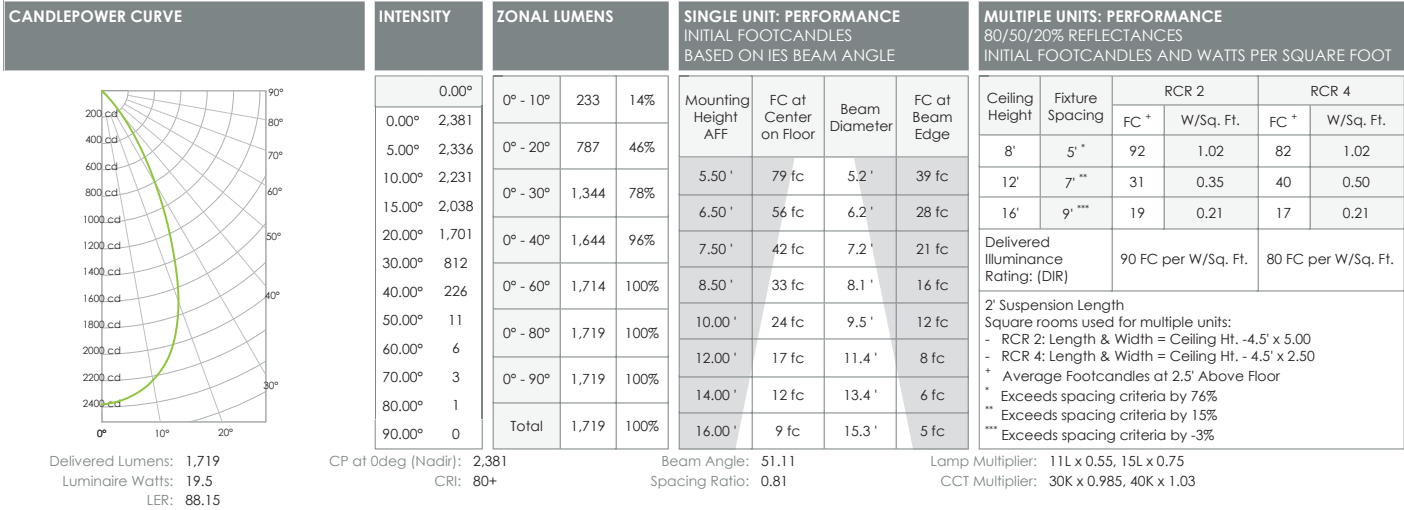 CANDLEPOWER CURVE
INTENSITY
ZONAL LUMENS
SINGLE UNIT: PERFORMANCE
INITIAL FOOTCANDLES
BASED ON IES BEAM ANGLE
MULTIPLE UNITS: PERFORMANCE
80/50/20% REFLECTANCES
INITIAL FOOTCANDLES AND WATTS PER SQUARE FOOT
200 cd
400 cd
600 cd
800 cd
1000 cd
1200 cd
1400 cd
1600 cd
1800 cd
2000 cd
2200 cd
2400 cd
90°
80°
70°
60°
50°
40°
30°
0° 10° 20°
0.00°
0.00° 2,381
5.00° 2,336
10.00° 2,231
15.00° 2,038
20.00° 1,701
30.00° 812
40.00° 226
50.00° 11
60.00° 6
70.00° 3
80.00° 1
90.00° 0
0° - 10° 233 14%
0° - 20° 787 46%
0° - 30° 1,344 78%
0° - 40° 1,644 96%
0° - 60° 1,714 100%
0° - 80° 1,719 100%
0° - 90° 1,719 100%
Total 1,719 100%
Mounting Height AFF
FC at Center on Floor
Beam Diameter
FC at Beam Edge
5.50 ' 79 fc 5.2 ' 39 fc
6.50 ' 56 fc 6.2 ' 28 fc
7.50 ' 42 fc 7.2 ' 21 fc
8.50 ' 33 fc 8.1 ' 16 fc
10.00 ' 24 fc 9.5 ' 12 fc
12.00 ' 17 fc 11.4 ' 8 fc
14.00 ' 12 fc 13.4 ' 6 fc
16.00 ' 9 fc 15.3 ' 5 fc
Ceiling Height
Fixture Spacing
RCR 2 RCR 4
FC + W/Sq. Ft. FC + W/Sq. Ft.
8' 5' * 92 1.02 82 1.02
12' 7' ** 31 0.35 40 0.50
16' 9' *** 19 0.21 17 0.21
Delivered
Illuminance
Rating: (DIR)
90 FC per W/Sq. Ft. 80 FC per W/Sq. Ft.
2' Suspension Length
Square rooms used for multiple units:
- RCR 2: Length & Width = Ceiling Ht. -4.5' x 5.00
- RCR 4: Length & Width = Ceiling Ht. - 4.5' x 2.50
+ Average Footcandles at 2.5' Above Floor
* Exceeds spacing criteria by 76%
** Exceeds spacing criteria by 15%
*** Exceeds spacing criteria by -3%
Delivered Lumens: 1,719
Luminaire Watts: 19.5
LER: 88.15
CP at 0deg (Nadir): 2,381
CRI: 80+
Beam Angle: 51.11
Spacing Ratio: 0.81
Lamp Multiplier: 11L x 0.55, 15L x 0.75
CCT Multiplier: 30K x 0.985, 40K x 1.03